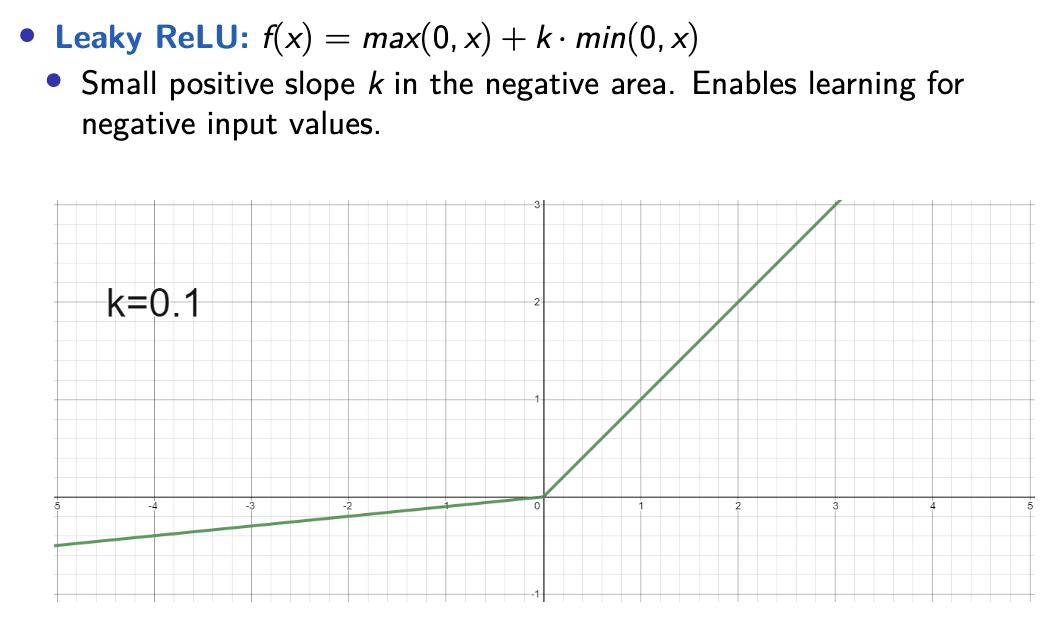 • Leaky ReLU: f(x) = max(0, x) + k · min(0, x)
• Small positive slope k in the negative area. Enables learning for
negative input values.
3
k=0.1
2
1
5 -4 -3 -2 -1 0 1 2 3 4 5
-1